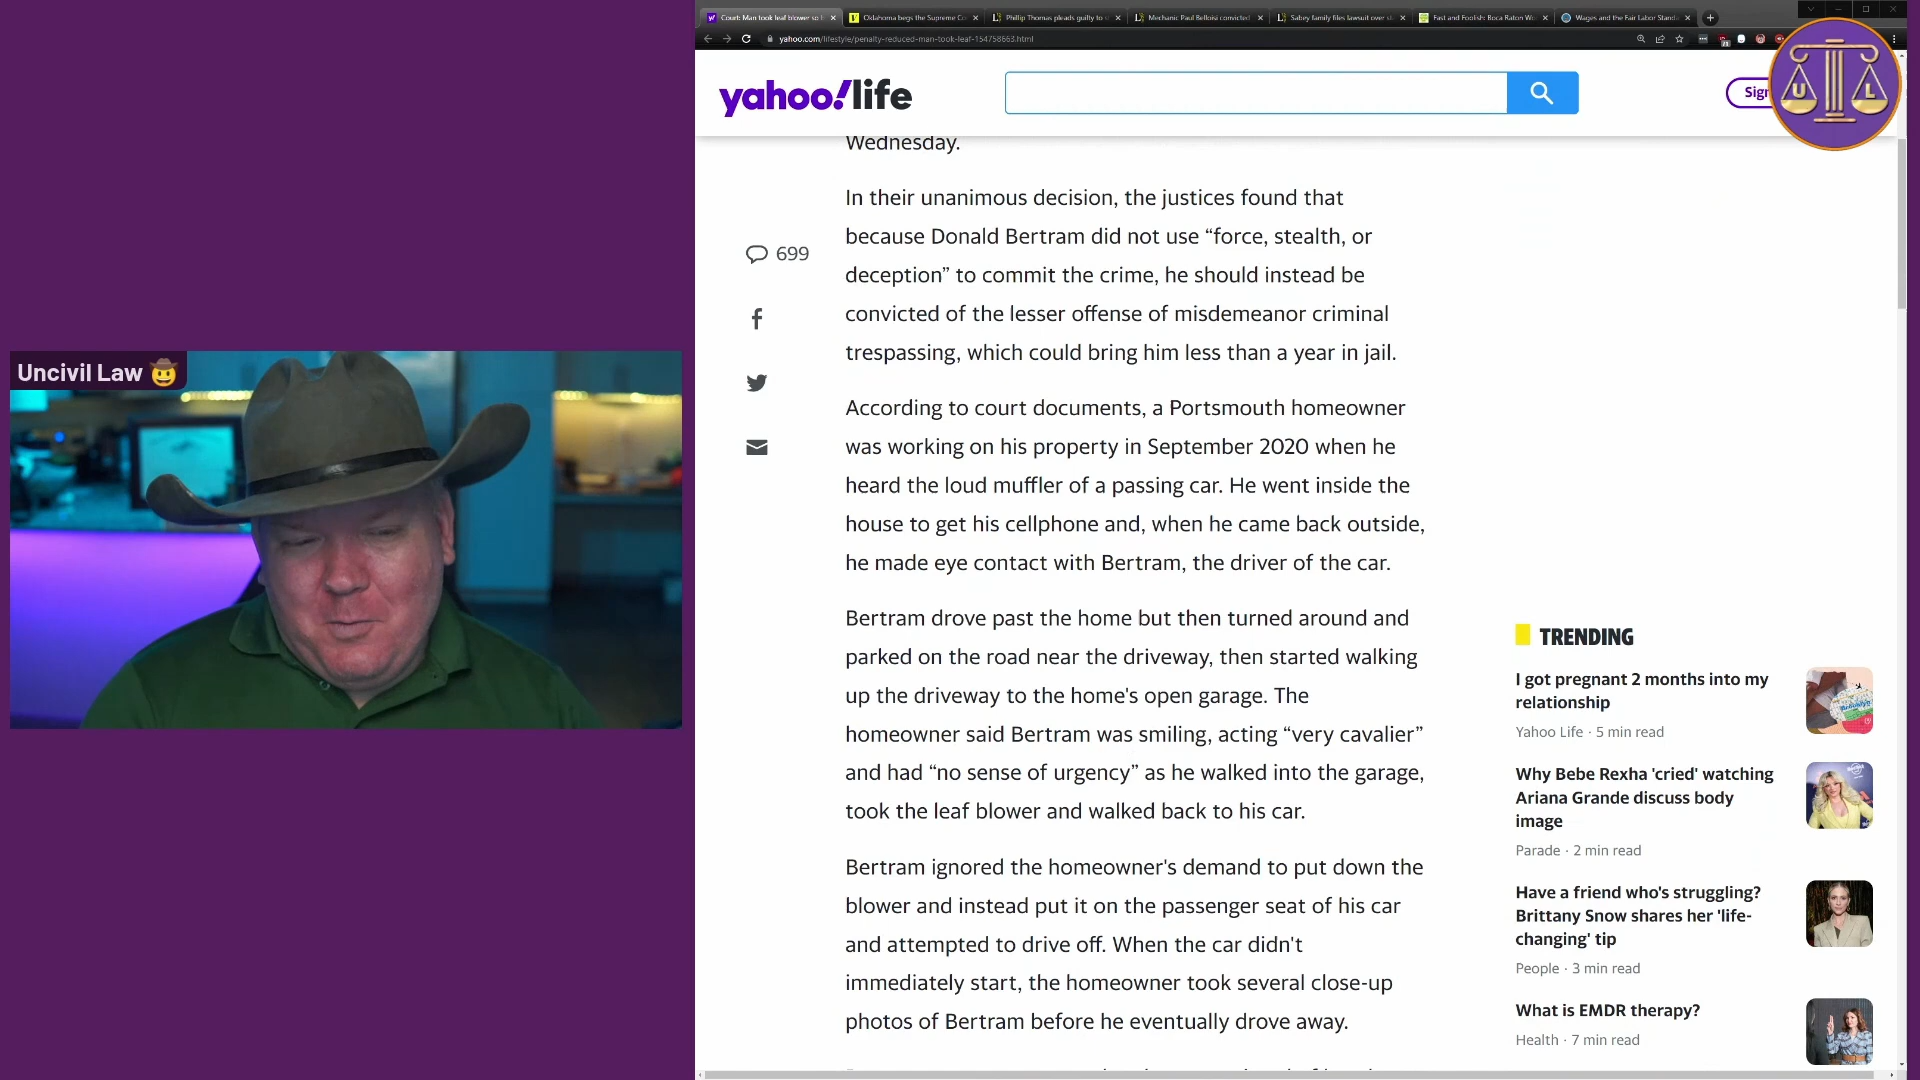 Court: Man took leaf blower so
Oklahoma begs the Supreme Co
Phillip Thomas pleads guilty to
Mechanic Paul Belloisi convicted
Sabey family files lawsuit over
Fast and Foolish: Boca Raton
Wages and the Fair Labor Standa
yahoo.com/lifestyle/penalty-reduced-man-took-leaf-154758663.html
yahoo!life
Sign
U L
Wednesday.
In their unanimous decision, the justices found that
because Donald Bertram did not use “force, stealth, or
deception” to commit the crime, he should instead be
convicted of the lesser offense of misdemeanor criminal
trespassing, which could bring him less than a year in jail.
699
According to court documents, a Portsmouth homeowner
was working on his property in September 2020 when he
heard the loud muffler of a passing car. He went inside the
house to get his cellphone and, when he came back outside,
he made eye contact with Bertram, the driver of the car.
Bertram drove past the home but then turned around and
parked on the road near the driveway, then started walking
up the driveway to the home's open garage. The
homeowner said Bertram was smiling, acting “very cavalier”
and had “no sense of urgency” as he walked into the garage,
took the leaf blower and walked back to his car.
Bertram ignored the homeowner's demand to put down the
blower and instead put it on the passenger seat of his car
and attempted to drive off. When the car didn't
immediately start, the homeowner took several close-up
photos of Bertram before he eventually drove away.
TRENDING
I got pregnant 2 months into my
relationship
Yahoo Life · 5 min read
Why Bebe Rexha 'cried' watching
Ariana Grande discuss body
image
Parade · 2 min read
Have a friend who's struggling?
Brittany Snow shares her 'life-
changing' tip
People · 3 min read
What is EMDR therapy?
Health · 7 min read
Uncivil Law 🤠